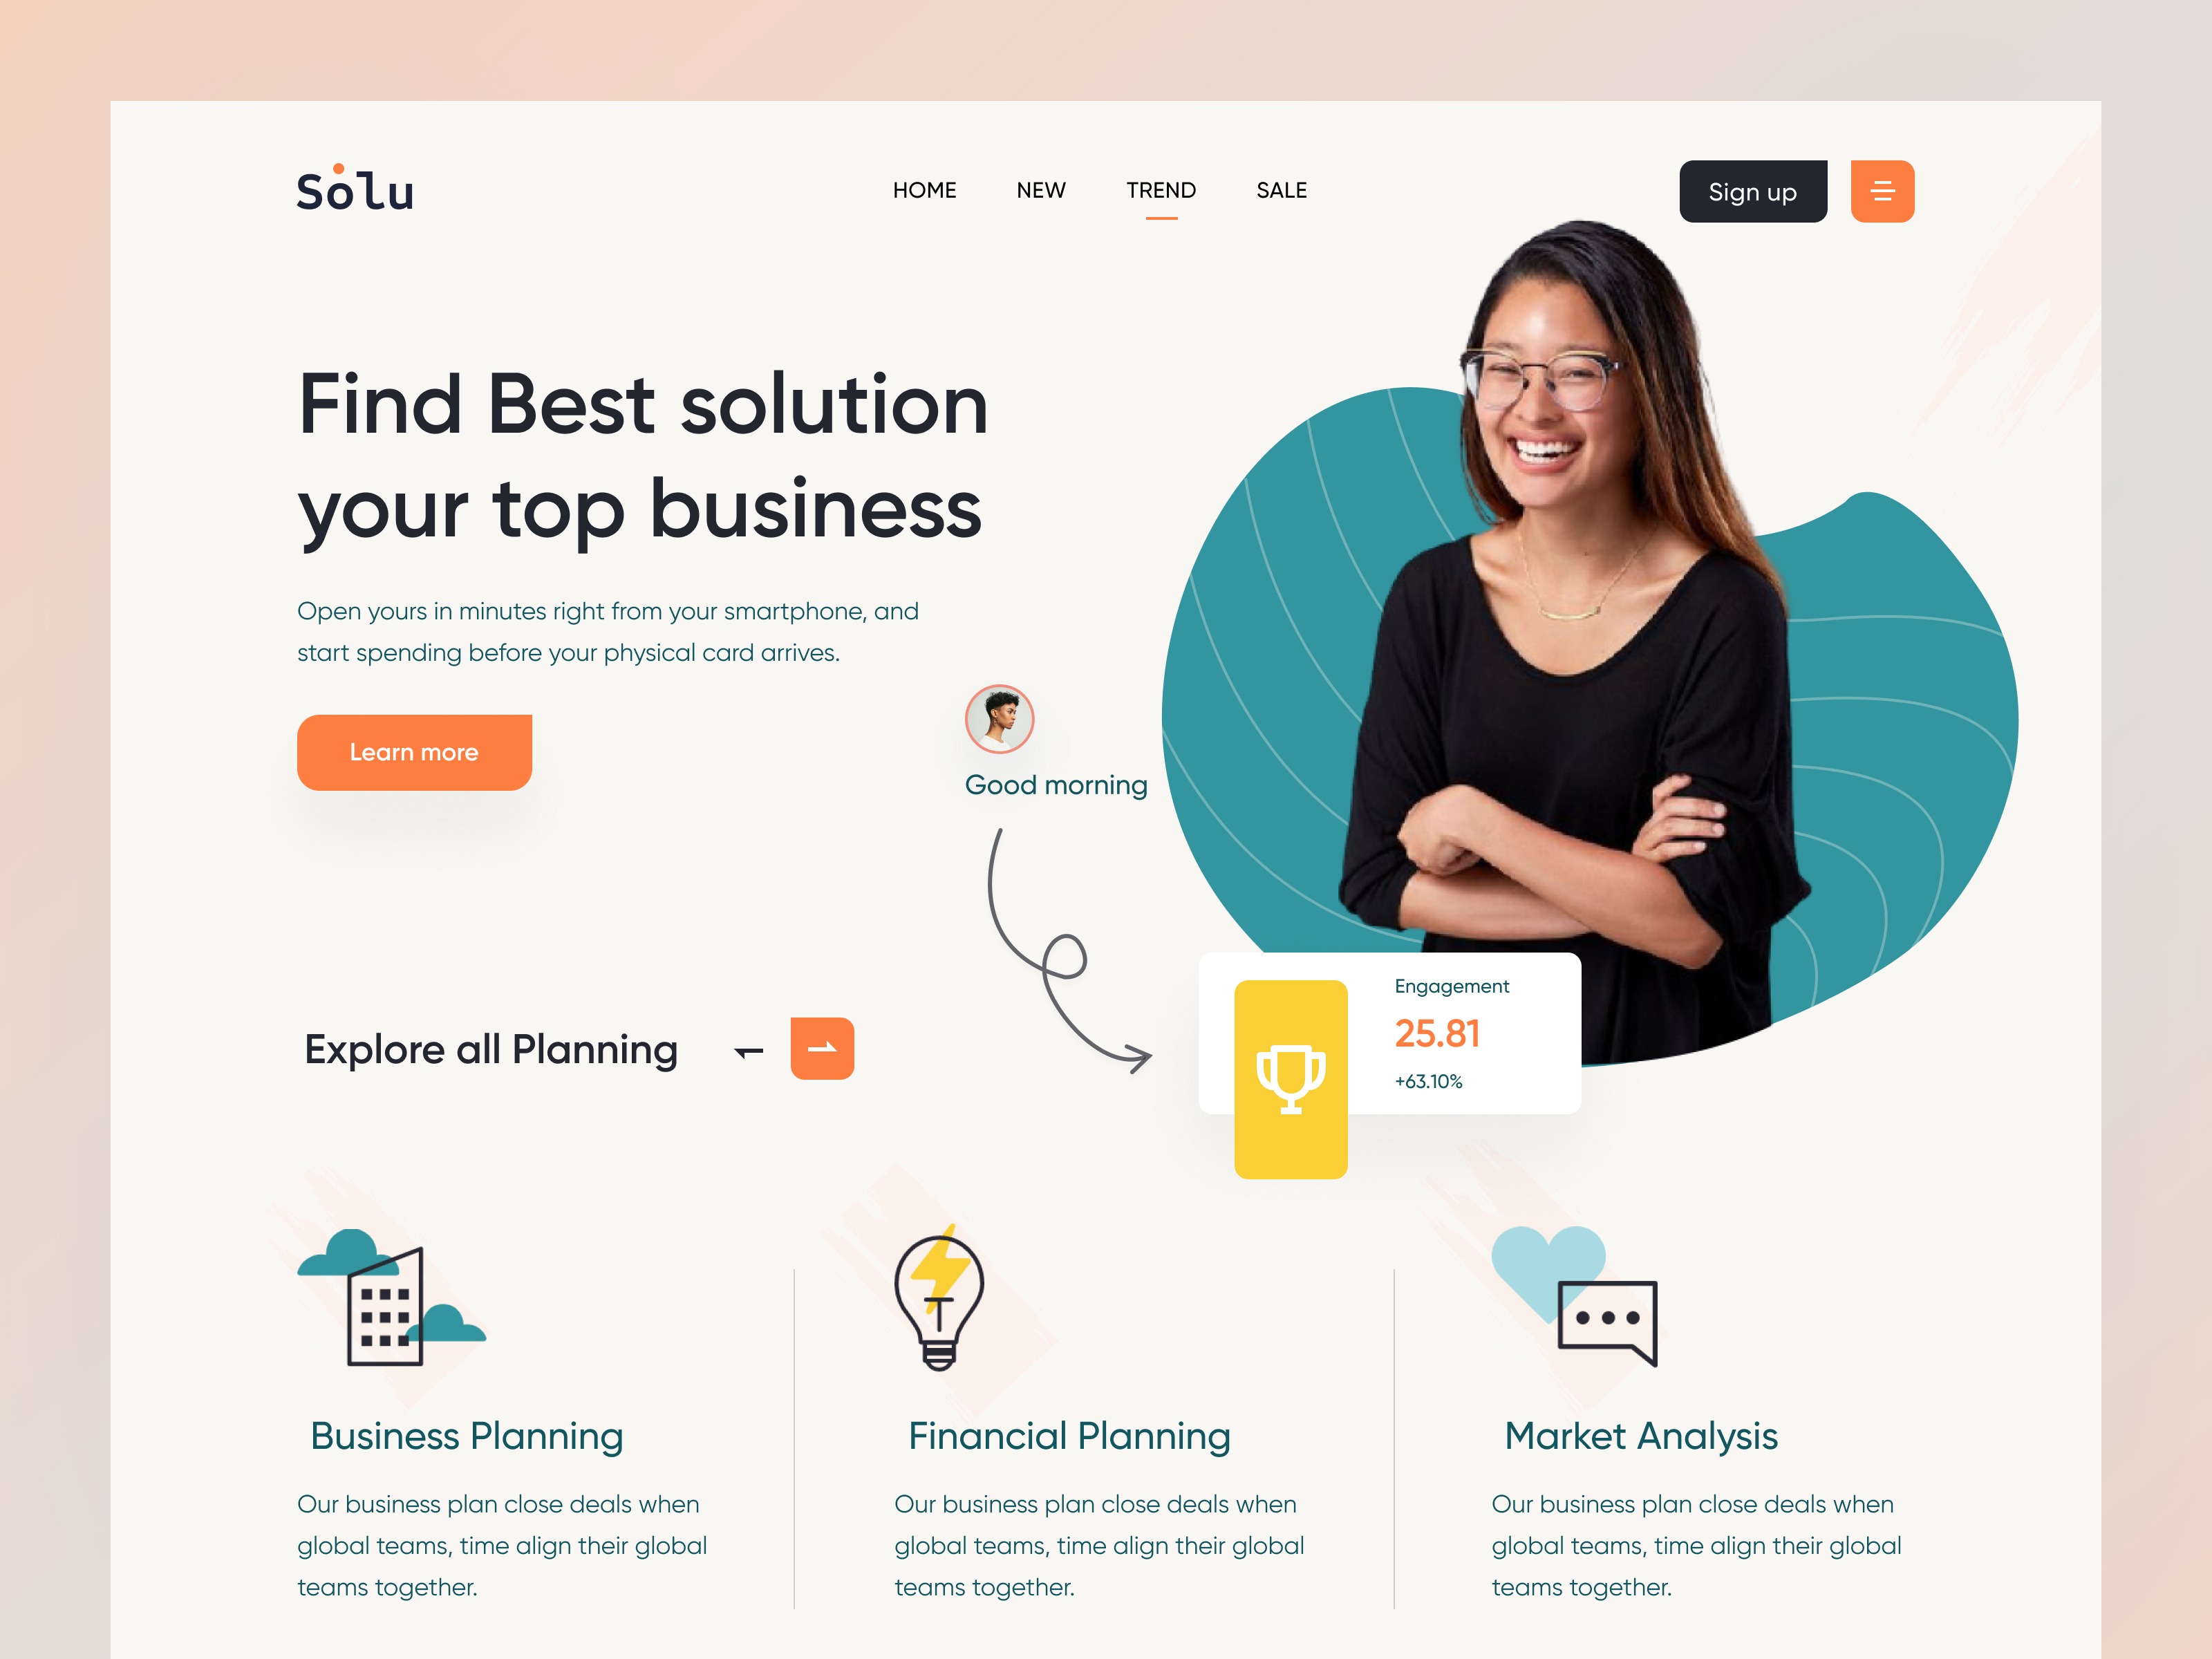 Solu
HOME NEW TREND SALE
Sign up
Find Best solution
your top business
Open yours in minutes right from your smartphone, and
start spending before your physical card arrives.
Learn more
Good morning
Explore all Planning
Engagement
25.81
+63.10%
Business Planning
Our business plan close deals when
global teams, time align their global
teams together.
Financial Planning
Our business plan close deals when
global teams, time align their global
teams together.
Market Analysis
Our business plan close deals when
global teams, time align their global
teams together.